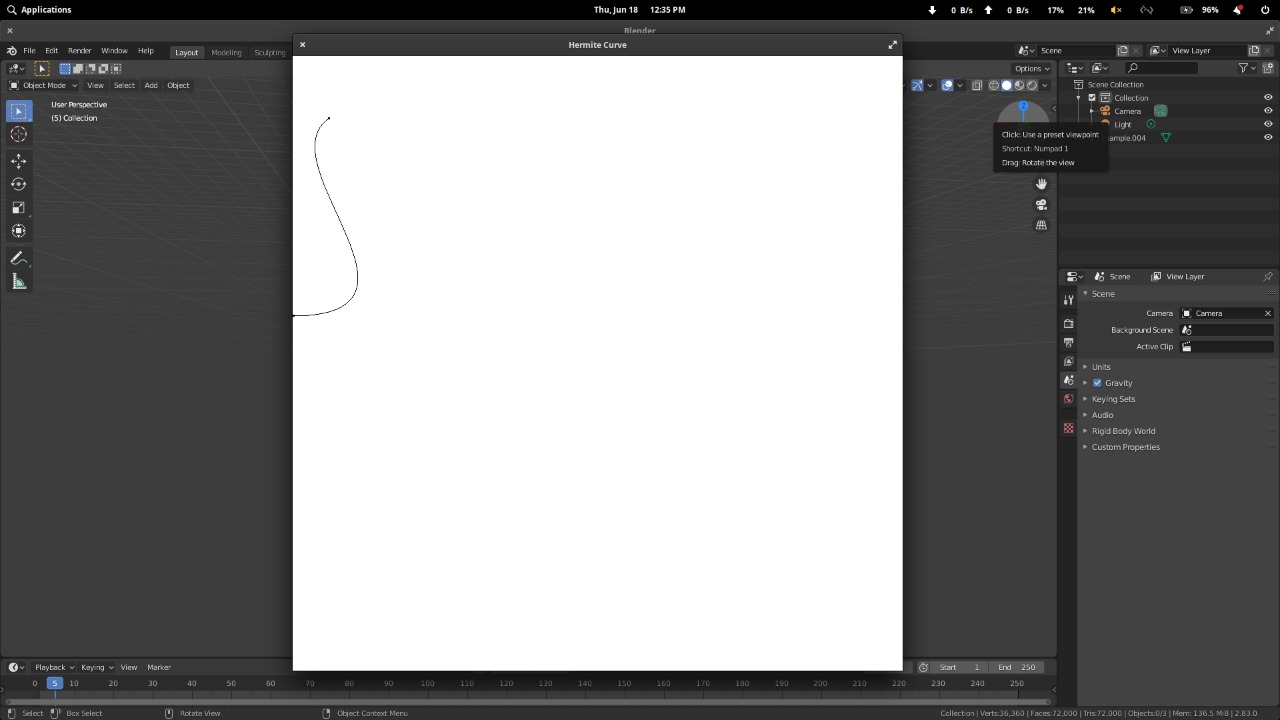 Applications
Thu, Jun 18 12:35 PM
0 B/s 0 B/s 17% 21% 96%
Blender
File Edit Render Window Help Layout Modeling Sculpting
Hermite Curve
Scene View Layer
Object Mode View Select Add Object
Options
User Perspective
(5) Collection
Scene Collection
Collection
Camera
Light
ample.004
Click: Use a preset viewpoint
Shortcut: Numpad 1
Drag: Rotate the view
Scene View Layer
Scene
Camera Camera
Background Scene
Active Clip
Units
Gravity
Keying Sets
Audio
Rigid Body World
Custom Properties
Playback Keying View Marker
Start 1 End 250
0 5 10 20 30 40 50 60 70 80 90 100 110 120 130 140 150 160 170 180 190 200 210 220 230 240 250
Select Box Select Rotate View Object Context Menu
Collection | Verts:36,360 | Faces:72,000 | Tris:72,000 | Objects:0/3 | Mem: 136.5 MiB | 2.83.0